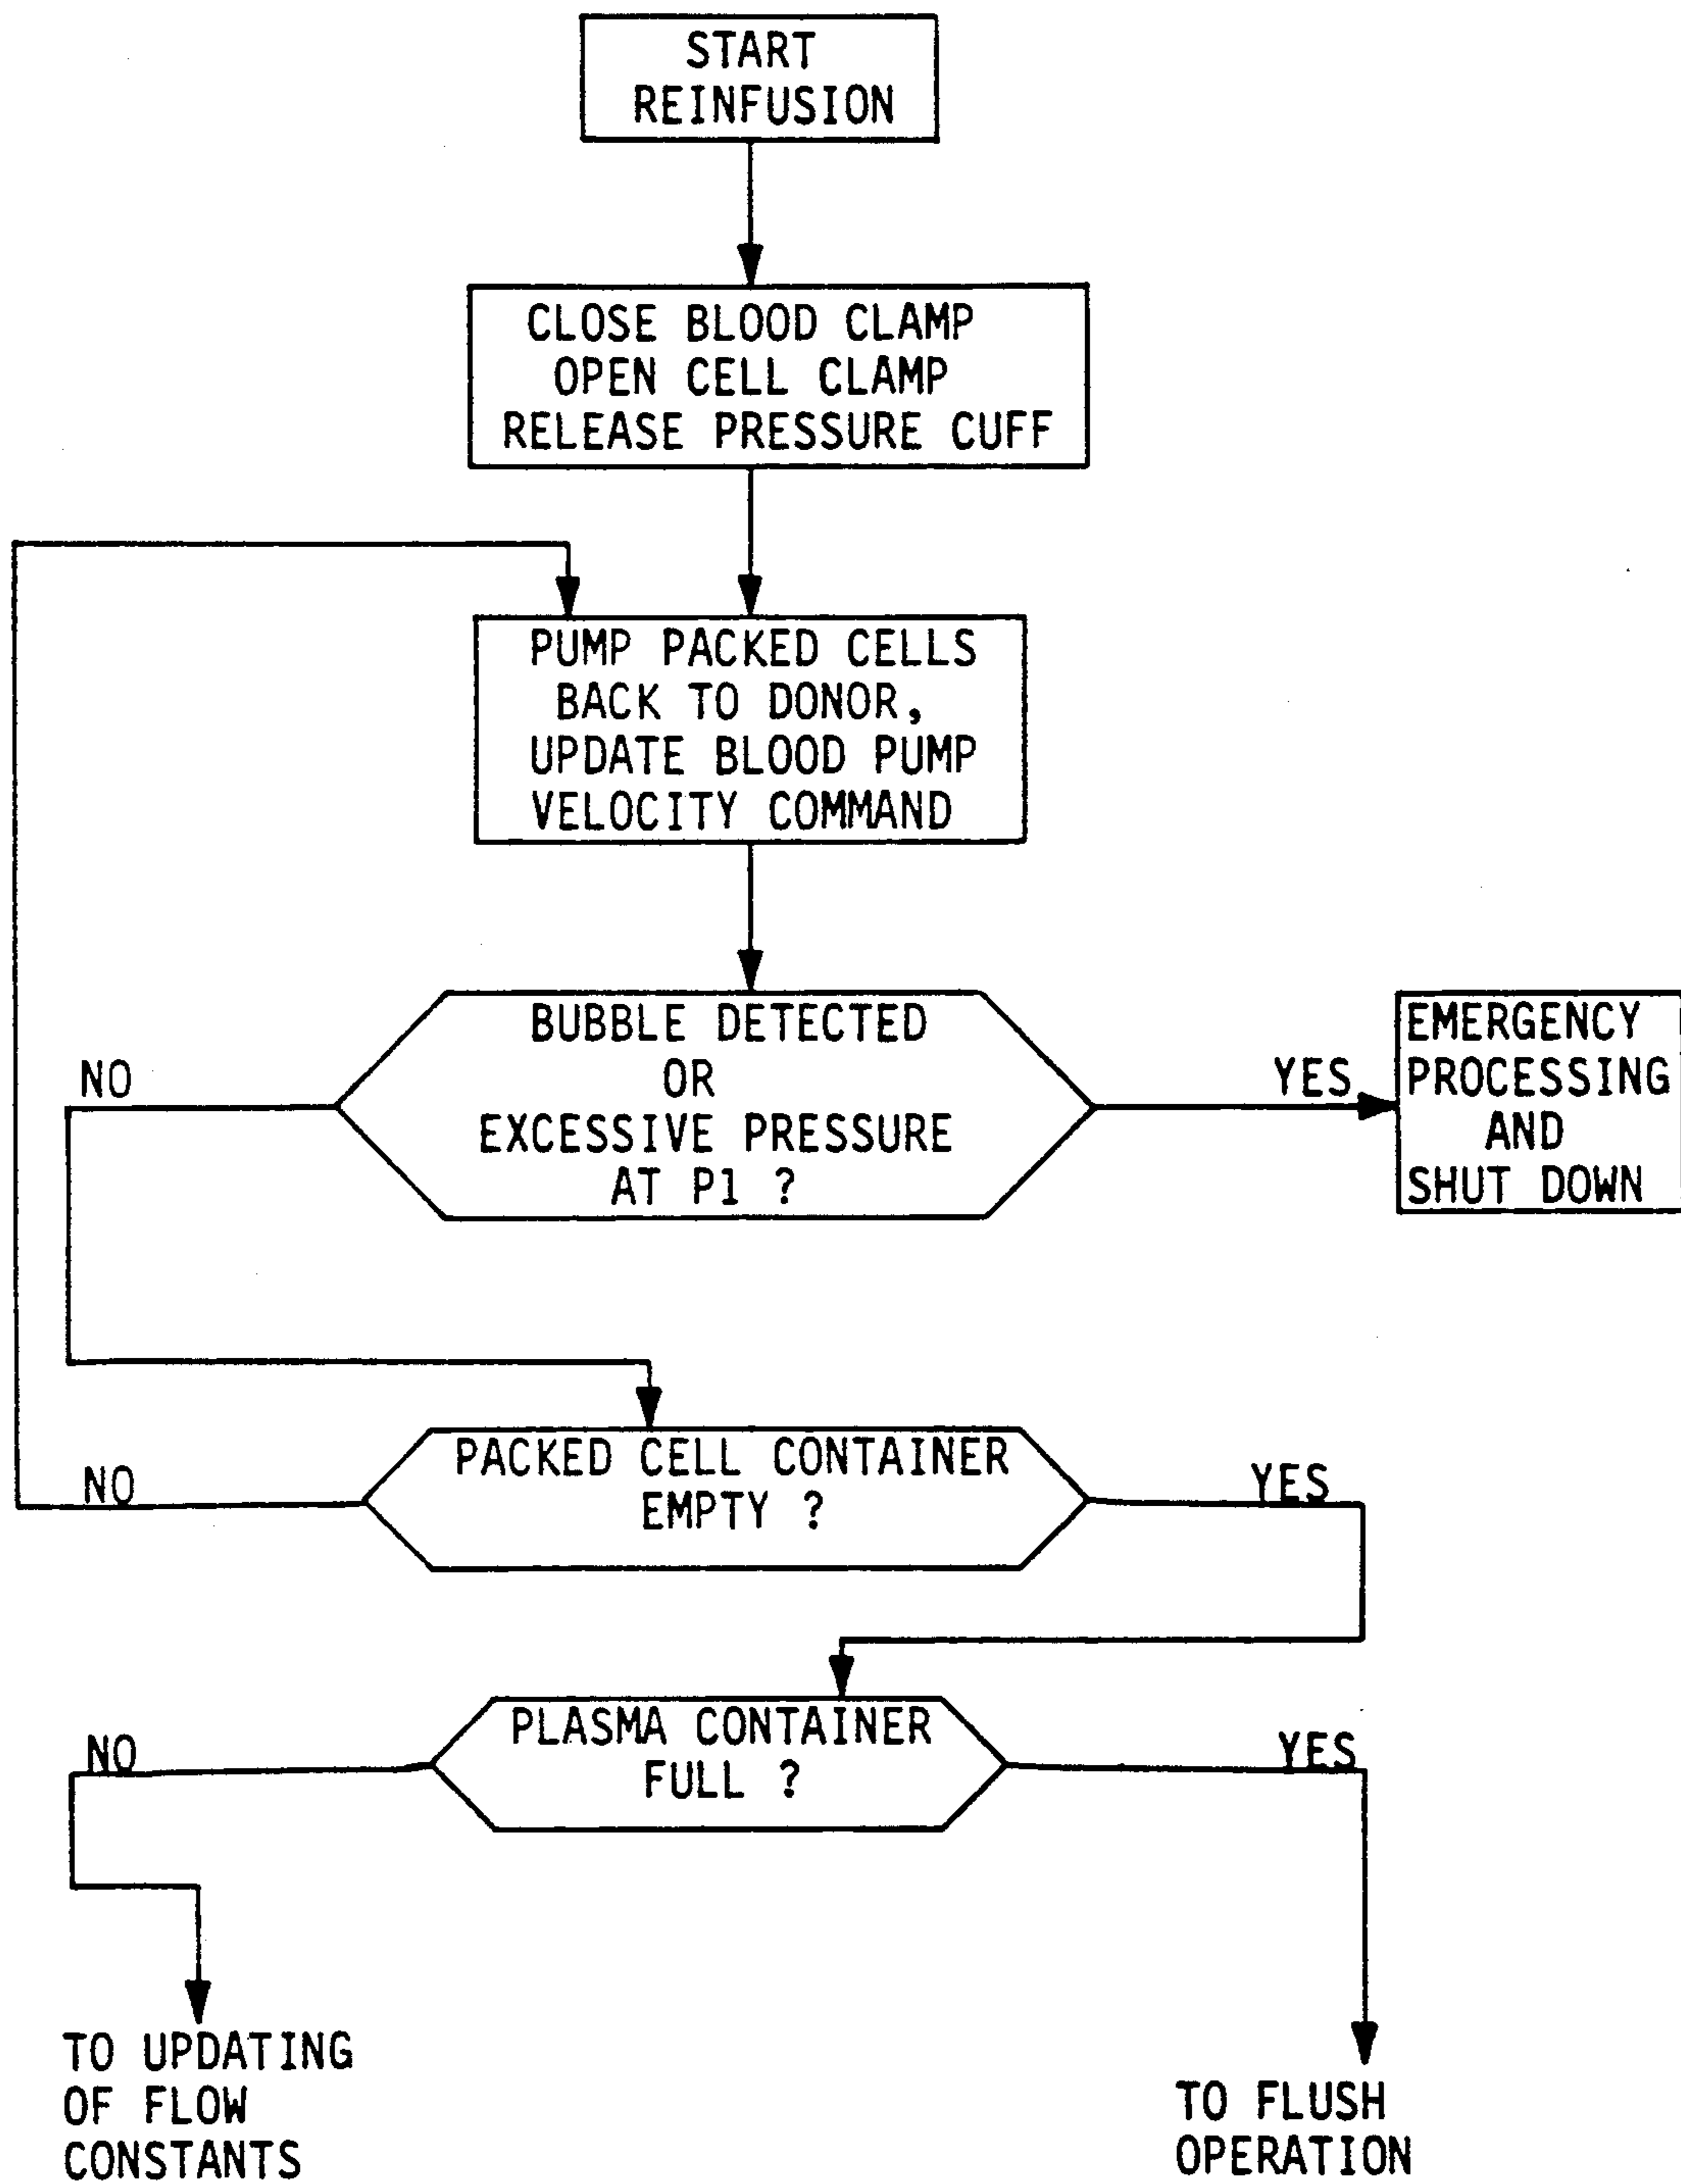 START
REINFUSION
CLOSE BLOOD CLAMP
OPEN CELL CLAMP
RELEASE PRESSURE CUFF
PUMP PACKED CELLS
BACK TO DONOR,
UPDATE BLOOD PUMP
VELOCITY COMMAND
BUBBLE DETECTED
OR
EXCESSIVE PRESSURE
AT P1 ?
NO
YES
EMERGENCY
PROCESSING
AND
SHUT DOWN
PACKED CELL CONTAINER
EMPTY ?
NO
YES
PLASMA CONTAINER
FULL ?
NO
YES
TO UPDATING
OF FLOW
CONSTANTS
TO FLUSH
OPERATION